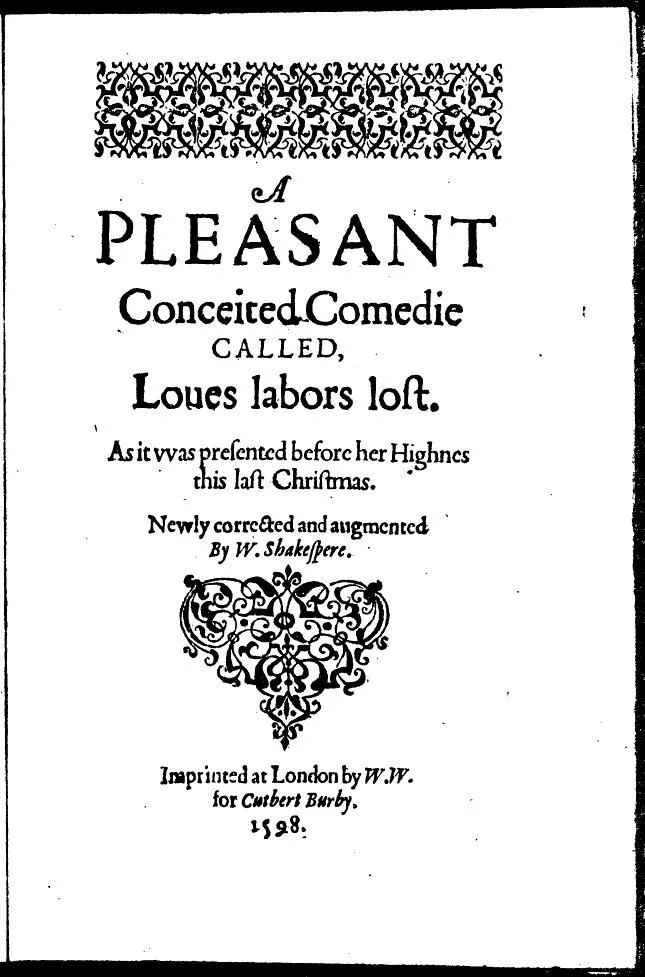 A
PLEASANT
Conceited Comedie
CALLED,
Loues labors lost.
As it vvas presented before her Highnes
this last Christmas.
Newly corrected and augmented
By W. Shakespere.
Imprinted at London by W.W.
for Cutbert Burby.
1598.